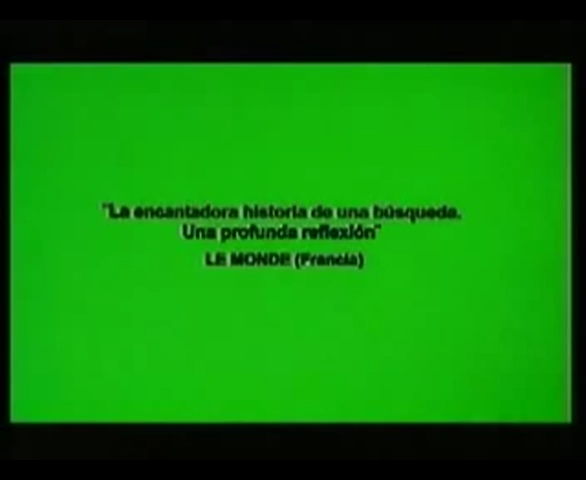 "La encantadora historia de una búsqueda.
Una profunda reflexión"
LE MONDE (Francia)